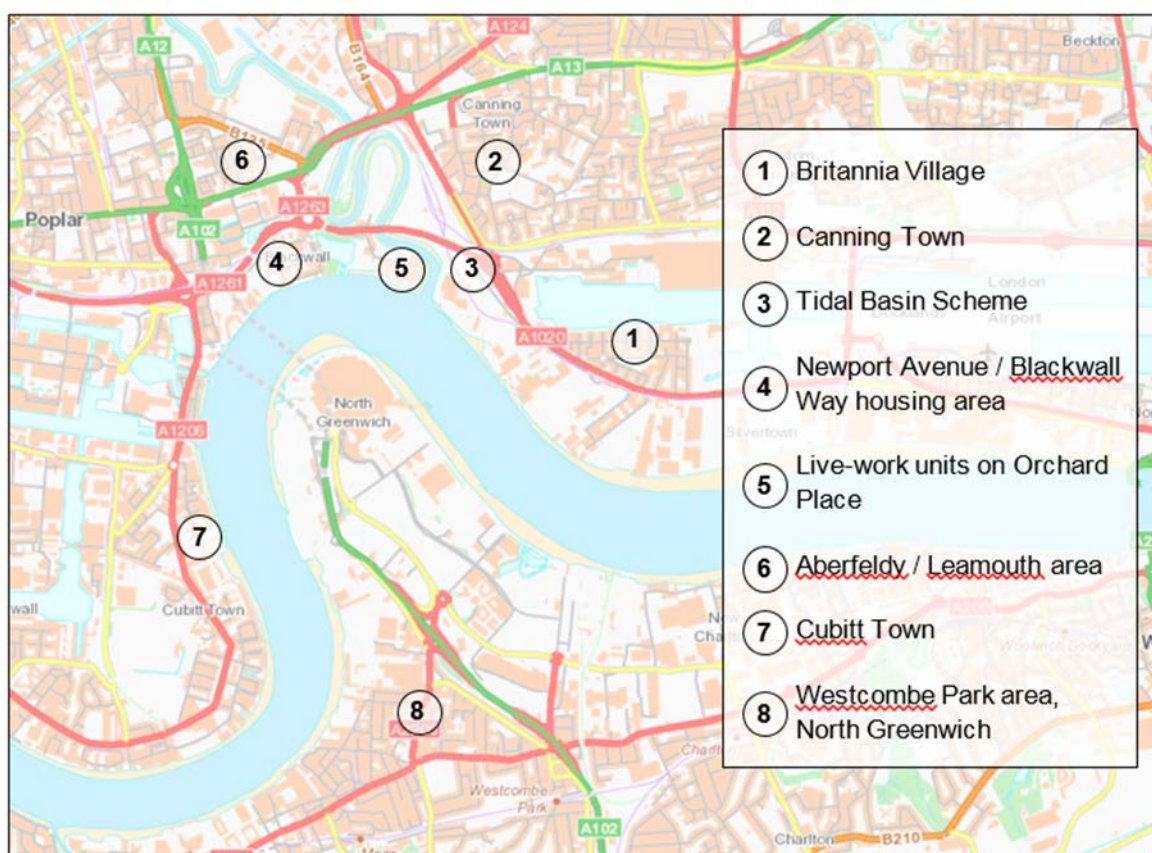 A12
B164
A124
A13
Beckton
Canning
Town
2
6
B125
A1263
Poplar
A102
4
5
3
A1261
A1020
1
North
Greenwich
A1206
7
Cubitt Town
8
Westcombe
Park
A102
Charlton
B210
Silvertown
London
Airport
A206
Woolwich Dockyard
1 Britannia Village
2 Canning Town
3 Tidal Basin Scheme
4 Newport Avenue / Blackwall
Way housing area
5 Live-work units on Orchard
Place
6 Aberfeldy / Leamouth area
7 Cubitt Town
8 Westcombe Park area,
North Greenwich